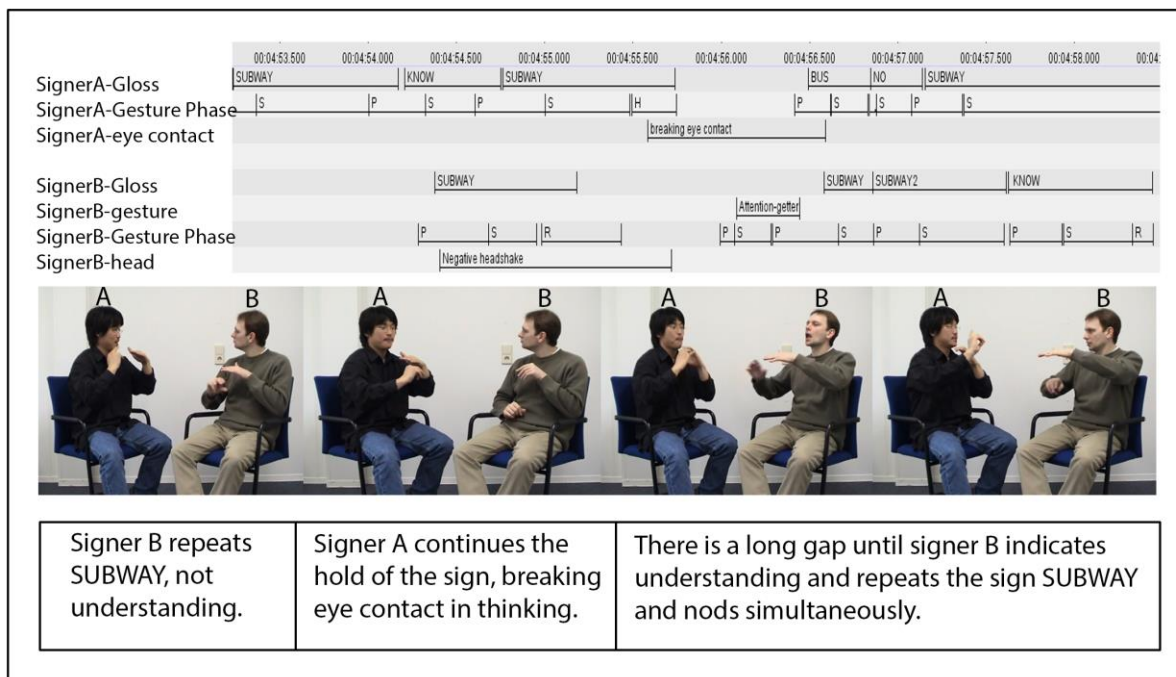 00:04:53.500 00:04:54.000 00:04:54.500 00:04:55.000 00:04:55.500 00:04:56.000 00:04:56.500 00:04:57.000 00:04:57.500 00:04:58.000 00:04:
SignerA-Gloss SUBWAY KNOW SUBWAY BUS NO SUBWAY
SignerA-Gesture Phase S P S P S H P S S P S
SignerA-eye contact breaking eye contact
SignerB-Gloss SUBWAY SUBWAY SUBWAY2 KNOW
SignerB-gesture Attention-getter
SignerB-Gesture Phase P S R P S P S P S P S R
SignerB-head Negative headshake
A B A B A B A B
Signer B repeats
SUBWAY, not
understanding.
Signer A continues the
hold of the sign, breaking
eye contact in thinking.
There is a long gap until signer B indicates
understanding and repeats the sign SUBWAY
and nods simultaneously.